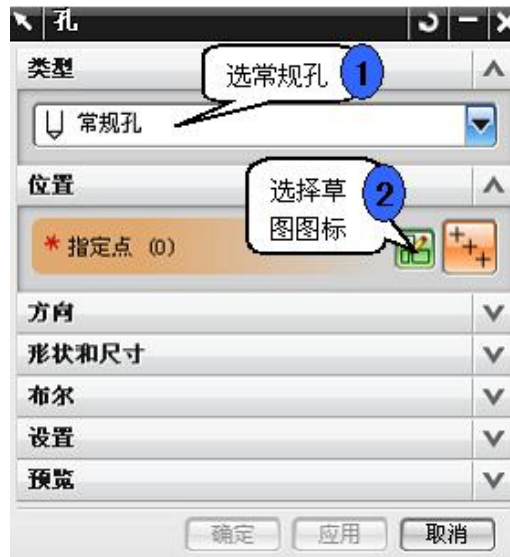 孔
类型
选常规孔 1
常规孔
位置
选择草 2
图图标
* 指定点 (0)
方向
形状和尺寸
布尔
设置
预览
确定 应用 取消